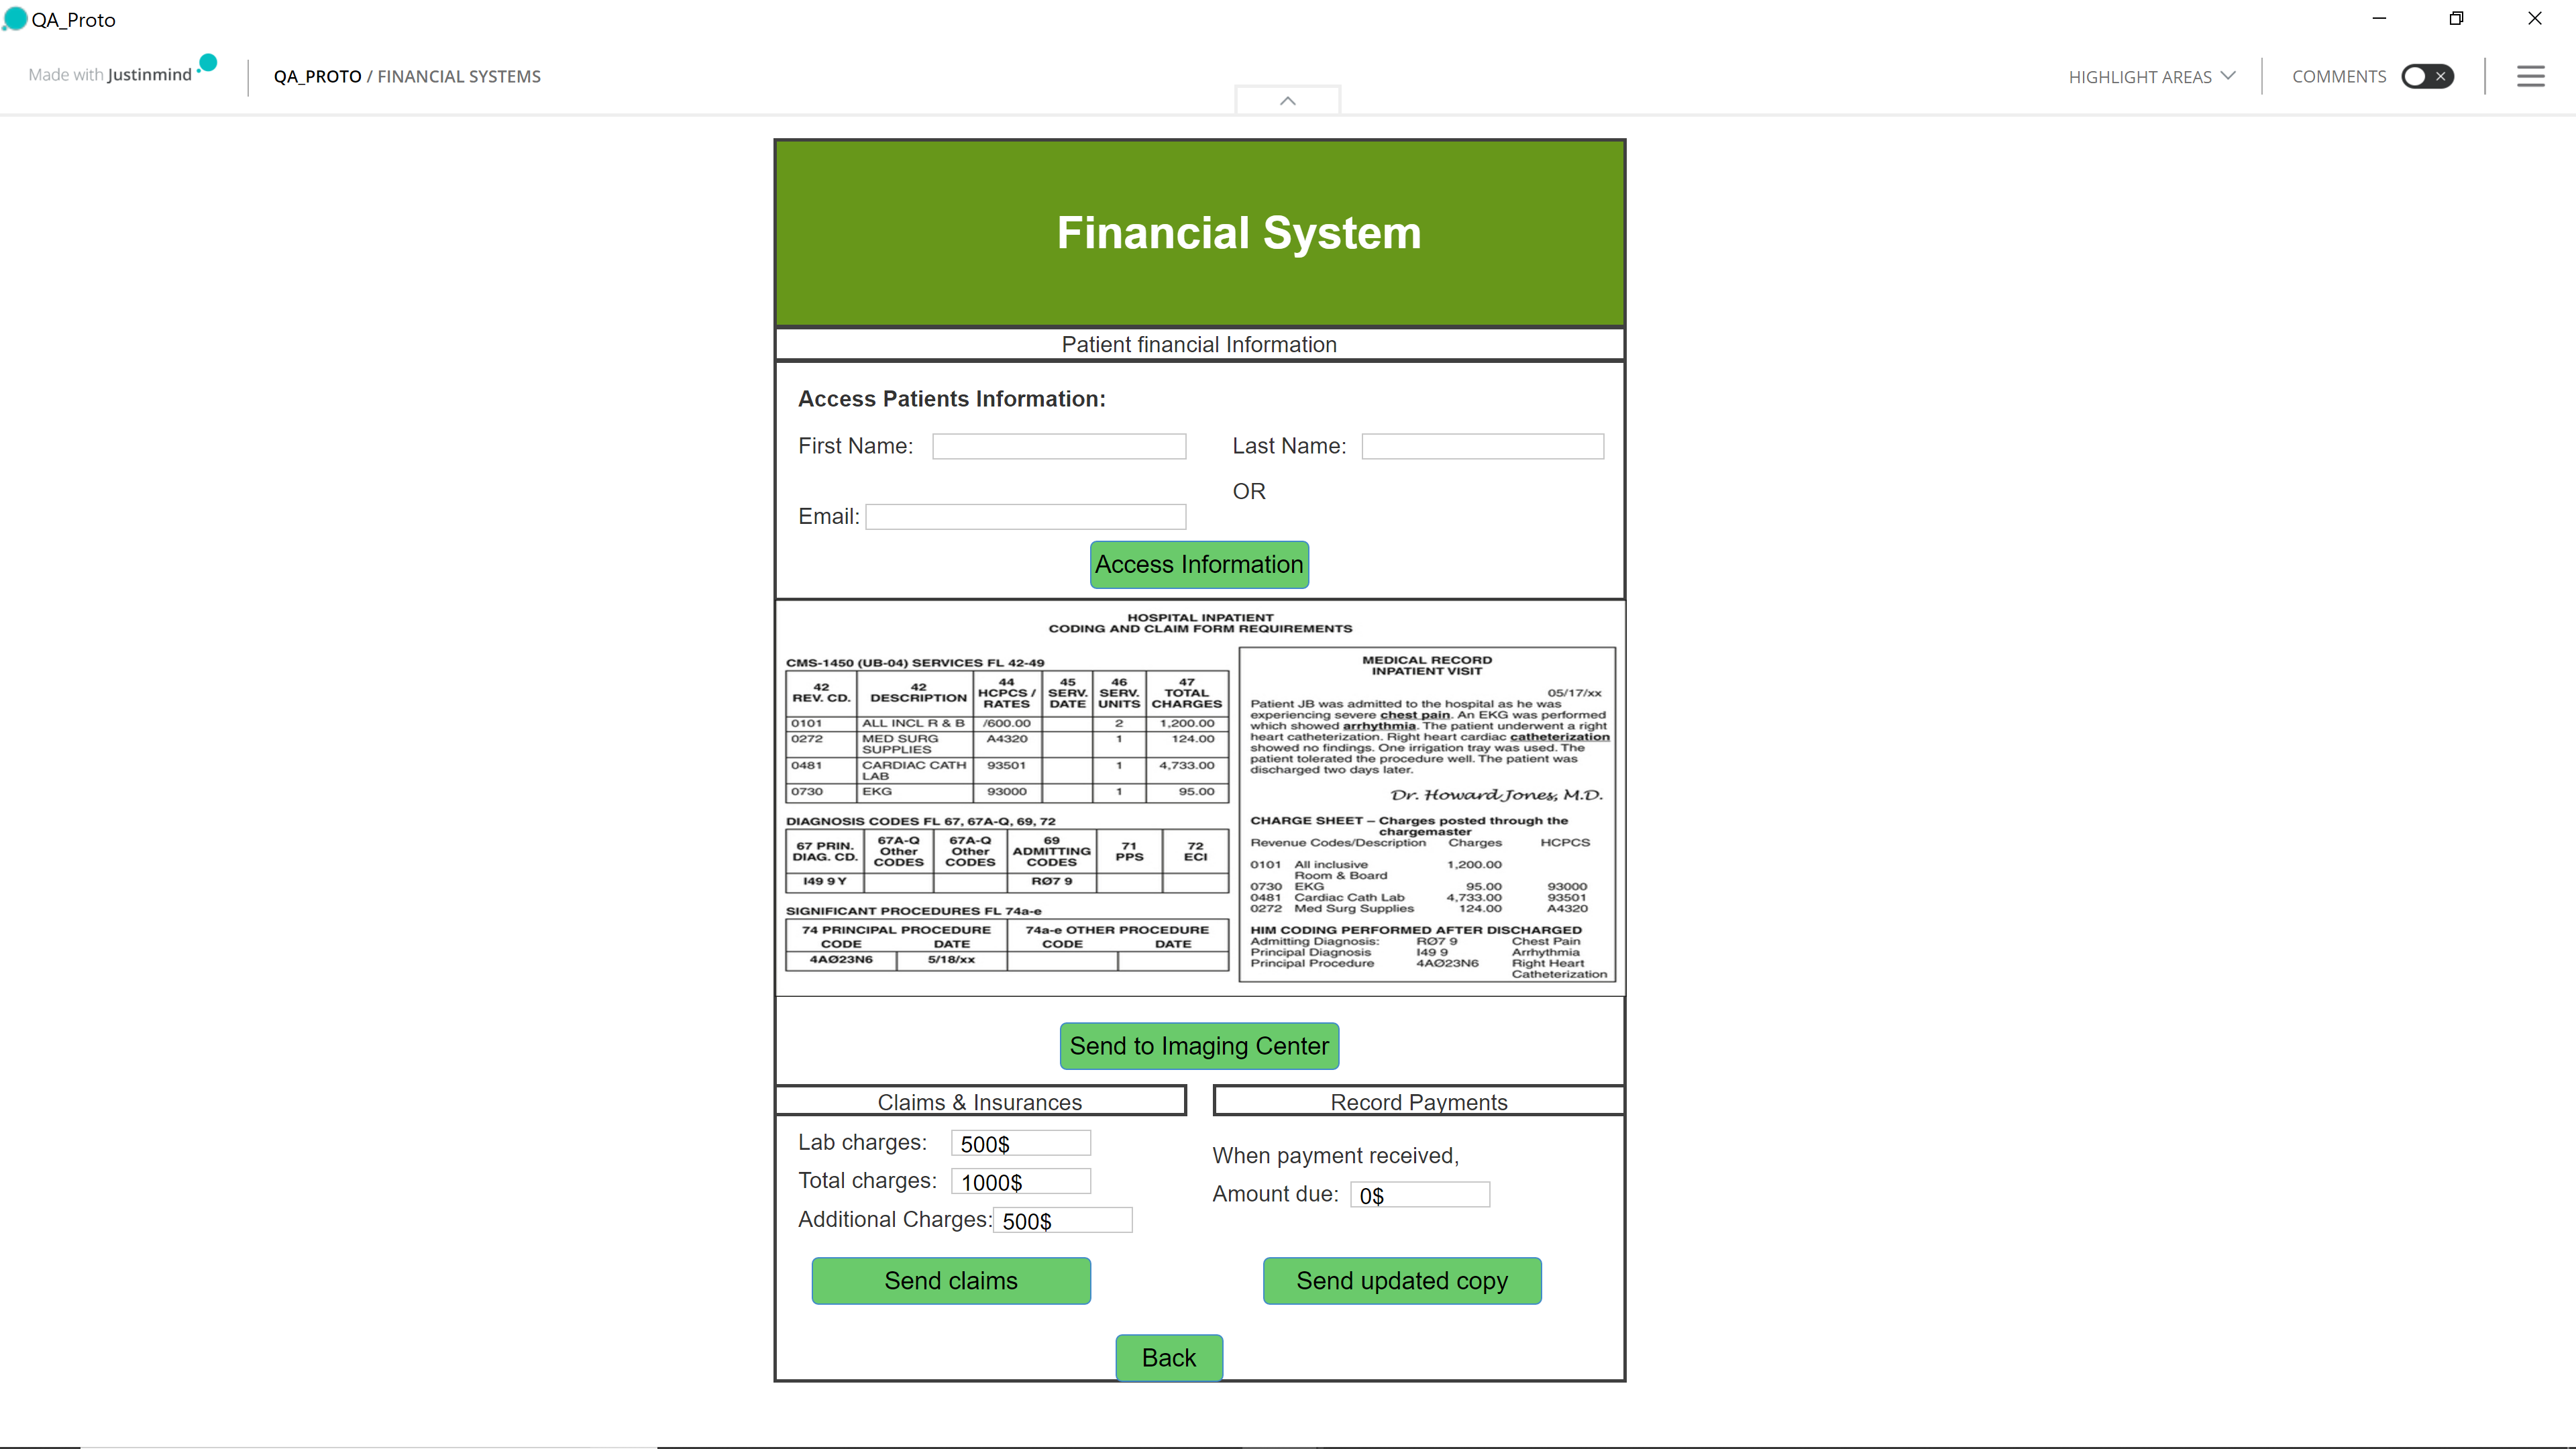 QA_Proto
Made with Justinmind
QA_PROTO / FINANCIAL SYSTEMS
HIGHLIGHT AREAS
COMMENTS
Financial System
Patient financial Information
Access Patients Information:
First Name:
Last Name:
OR
Email:
Access Information
HOSPITAL INPATIENT
CODING AND CLAIM FORM REQUIREMENTS
CMS-1450 (UB-04) SERVICES FL 42-49
42 REV. CD. 42 DESCRIPTION 44 HCPCS / RATES 45 SERV. DATE 46 SERV. UNITS 47 TOTAL CHARGES
0101 ALL INCL R & B /600.00 2 1,200.00
0272 MED SURG SUPPLIES A4320 1 124.00
0481 CARDIAC CATH LAB 93501 1 4,733.00
0730 EKG 93000 1 95.00
DIAGNOSIS CODES FL 67, 67A-Q, 69, 72
67 PRIN. DIAG. CD. 67A-Q Other CODES 67A-Q Other CODES 69 ADMITTING CODES 71 PPS 72 ECI
I49 9 Y RØ7 9
SIGNIFICANT PROCEDURES FL 74a-e
74 PRINCIPAL PROCEDURE 74a-e OTHER PROCEDURE
CODE DATE CODE DATE
4AØ23N6 5/18/xx
MEDICAL RECORD
INPATIENT VISIT
05/17/xx
Patient JB was admitted to the hospital as he was
experiencing severe chest pain. An EKG was performed
which showed arrhythmia. The patient underwent a right
heart catheterization. Right heart cardiac catheterization
showed no findings. One irrigation tray was used. The
patient tolerated the procedure well. The patient was
discharged two days later.
Dr. Howard Jones, M.D.
CHARGE SHEET – Charges posted through the
chargemaster
Revenue Codes/Description Charges HCPCS
0101 All inclusive 1,200.00
Room & Board
0730 EKG 95.00 93000
0481 Cardiac Cath Lab 4,733.00 93501
0272 Med Surg Supplies 124.00 A4320
HIM CODING PERFORMED AFTER DISCHARGED
Admitting Diagnosis: RØ7 9 Chest Pain
Principal Diagnosis I49 9 Arrhythmia
Principal Procedure 4AØ23N6 Right Heart
Catheterization
Send to Imaging Center
Claims & Insurances
Record Payments
Lab charges: 500$
Total charges: 1000$
Additional Charges: 500$
When payment received,
Amount due: 0$
Send claims
Send updated copy
Back